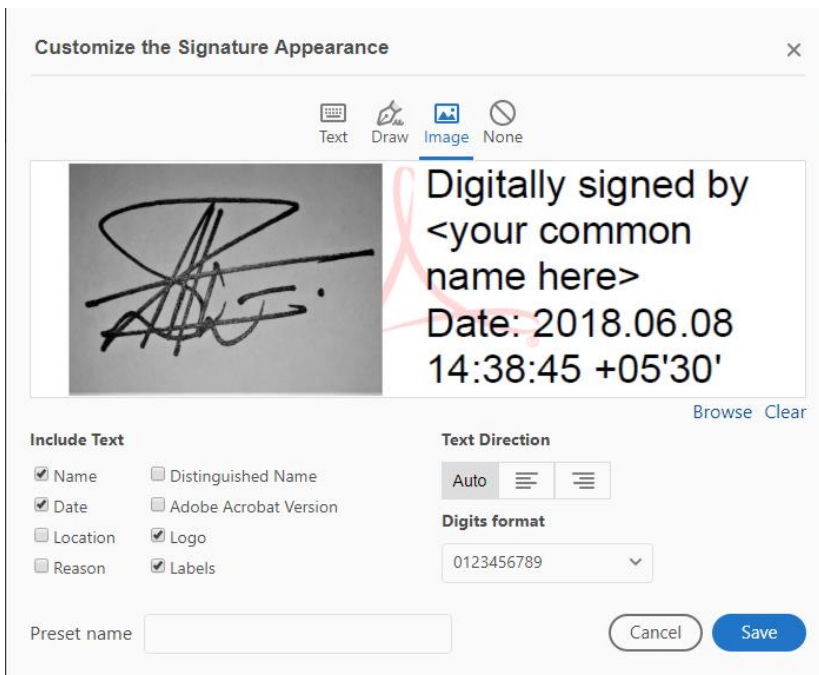 Customize the Signature Appearance
Text Draw Image None
Digitally signed by
<your common
name here>
Date: 2018.06.08
14:38:45 +05'30'
Browse Clear
Include Text
Name Distinguished Name
Date Adobe Acrobat Version
Location Logo
Reason Labels
Text Direction
Auto
Digits format
0123456789
Preset name
Cancel Save